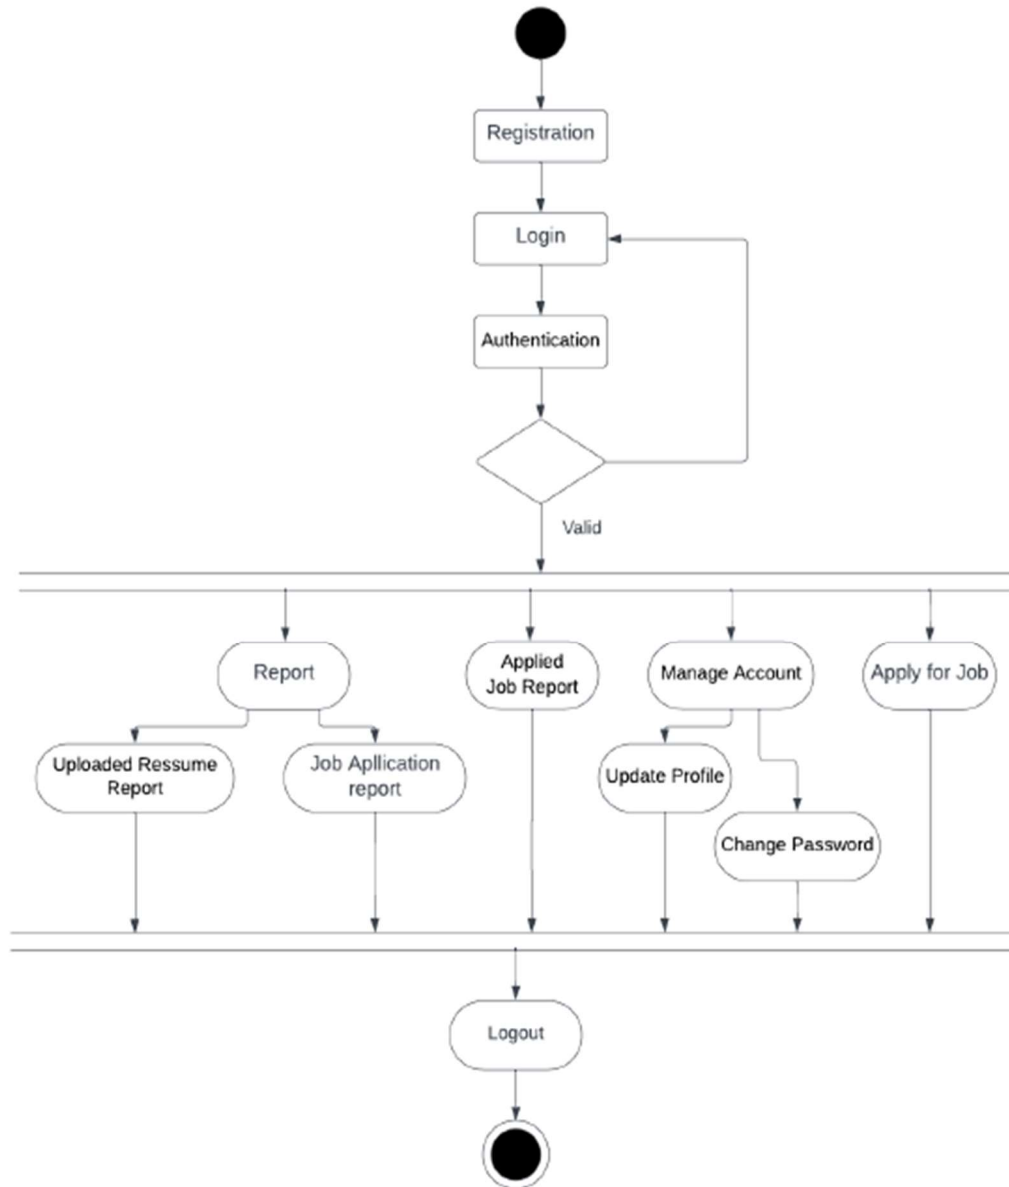 Registration
Login
Authentication
Valid
Report
Applied
Job Report
Manage Account
Apply for Job
Uploaded Ressume
Report
Job Apllication
report
Update Profile
Change Password
Logout